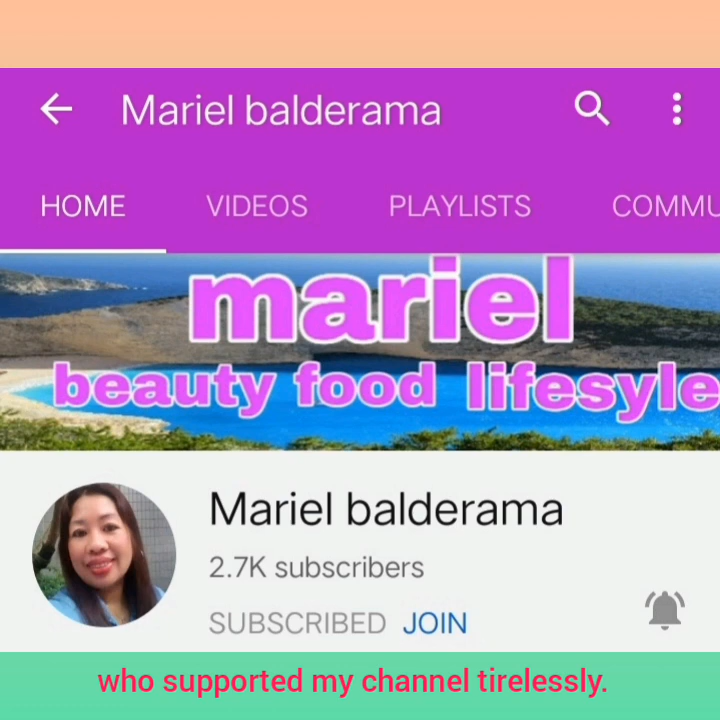 Mariel balderama
HOME VIDEOS PLAYLISTS COMMU
mariel
beauty food lifesyle
Mariel balderama
2.7K subscribers
SUBSCRIBED JOIN
who supported my channel tirelessly.